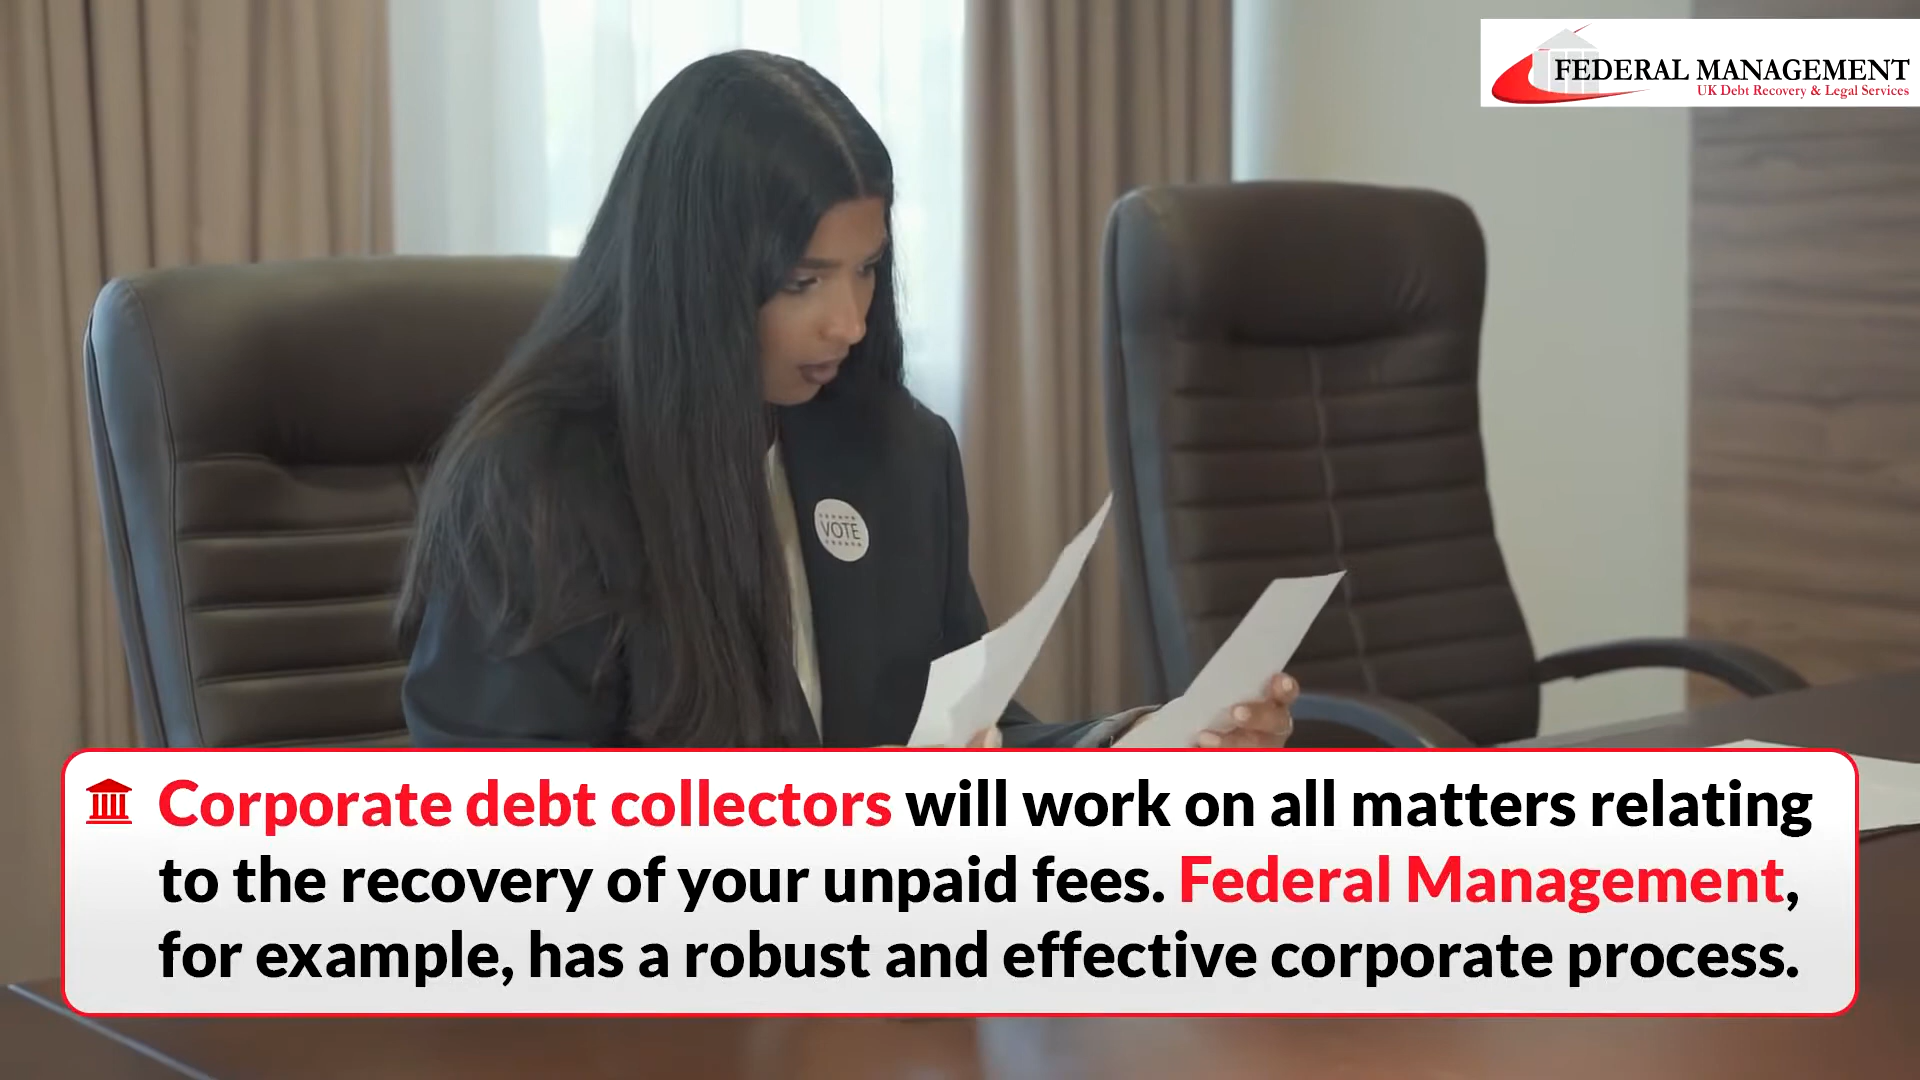 FEDERAL MANAGEMENT
UK Debt Recovery & Legal Services
VOTE
Corporate debt collectors will work on all matters relating
to the recovery of your unpaid fees. Federal Management,
for example, has a robust and effective corporate process.